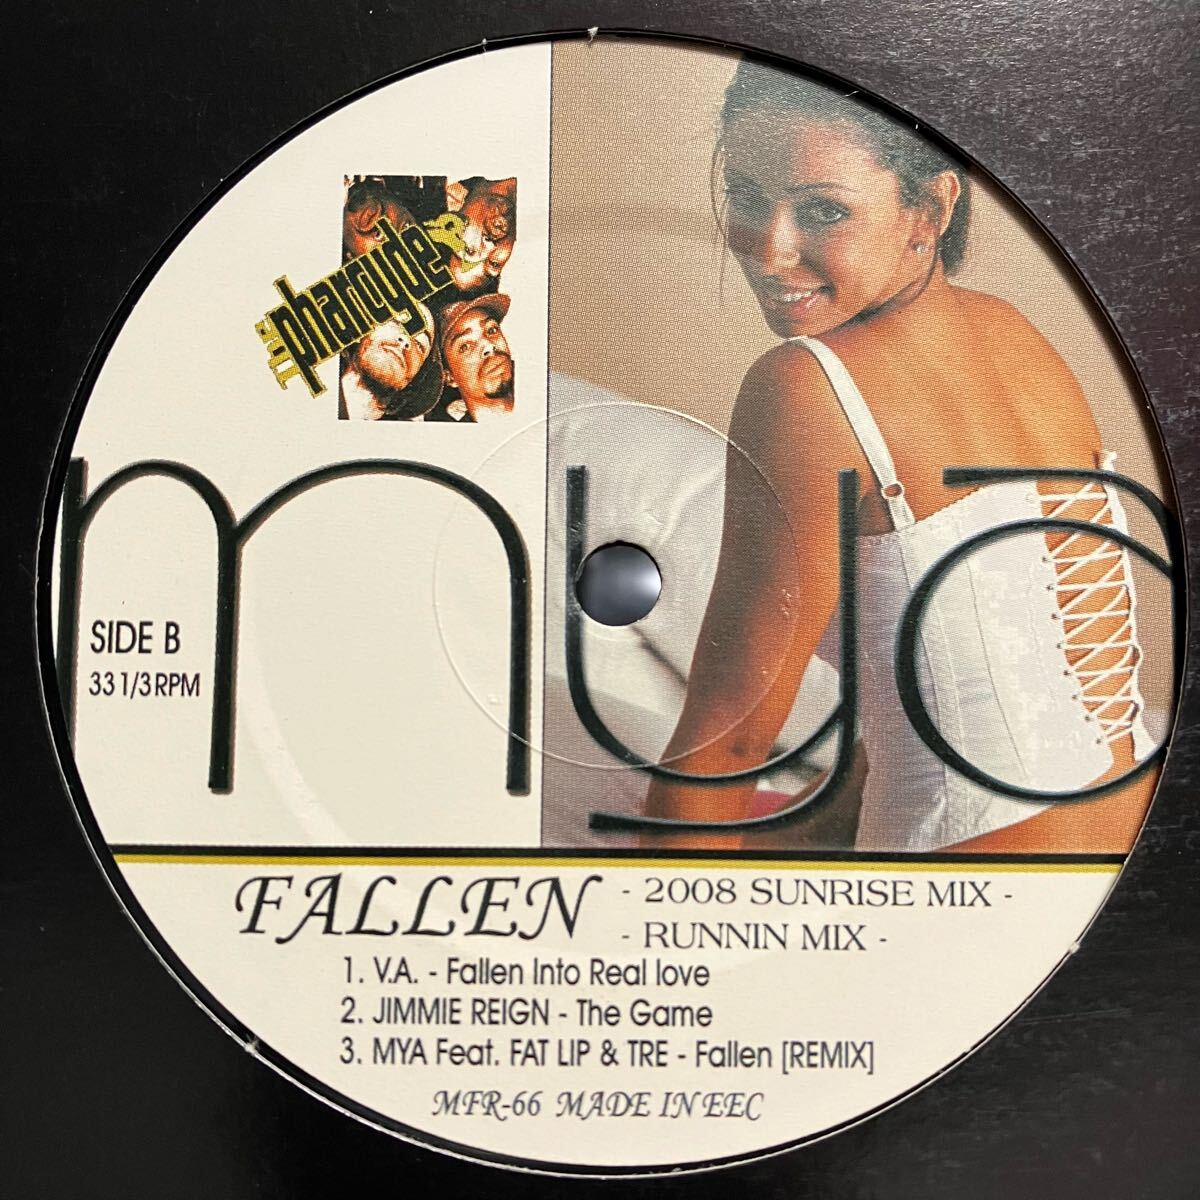 The
pharcyde
mya
SIDE B
33 1/3 RPM
FALLEN - 2008 SUNRISE MIX -
- RUNNIN MIX -
1. V.A. - Fallen Into Real love
2. JIMMIE REIGN - The Game
3. MYA Feat. FAT LIP & TRE - Fallen [REMIX]
MFR-66 MADE IN EEC